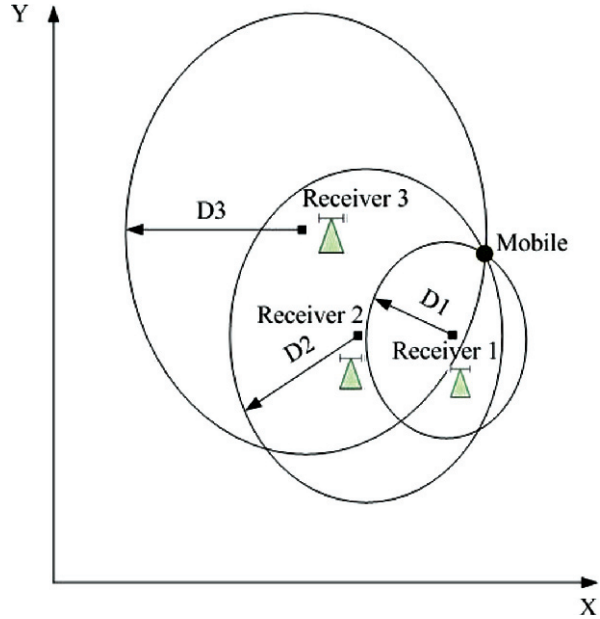 Y
Receiver 3
D3
Mobile
D1
Receiver 2
D2
Receiver 1
X